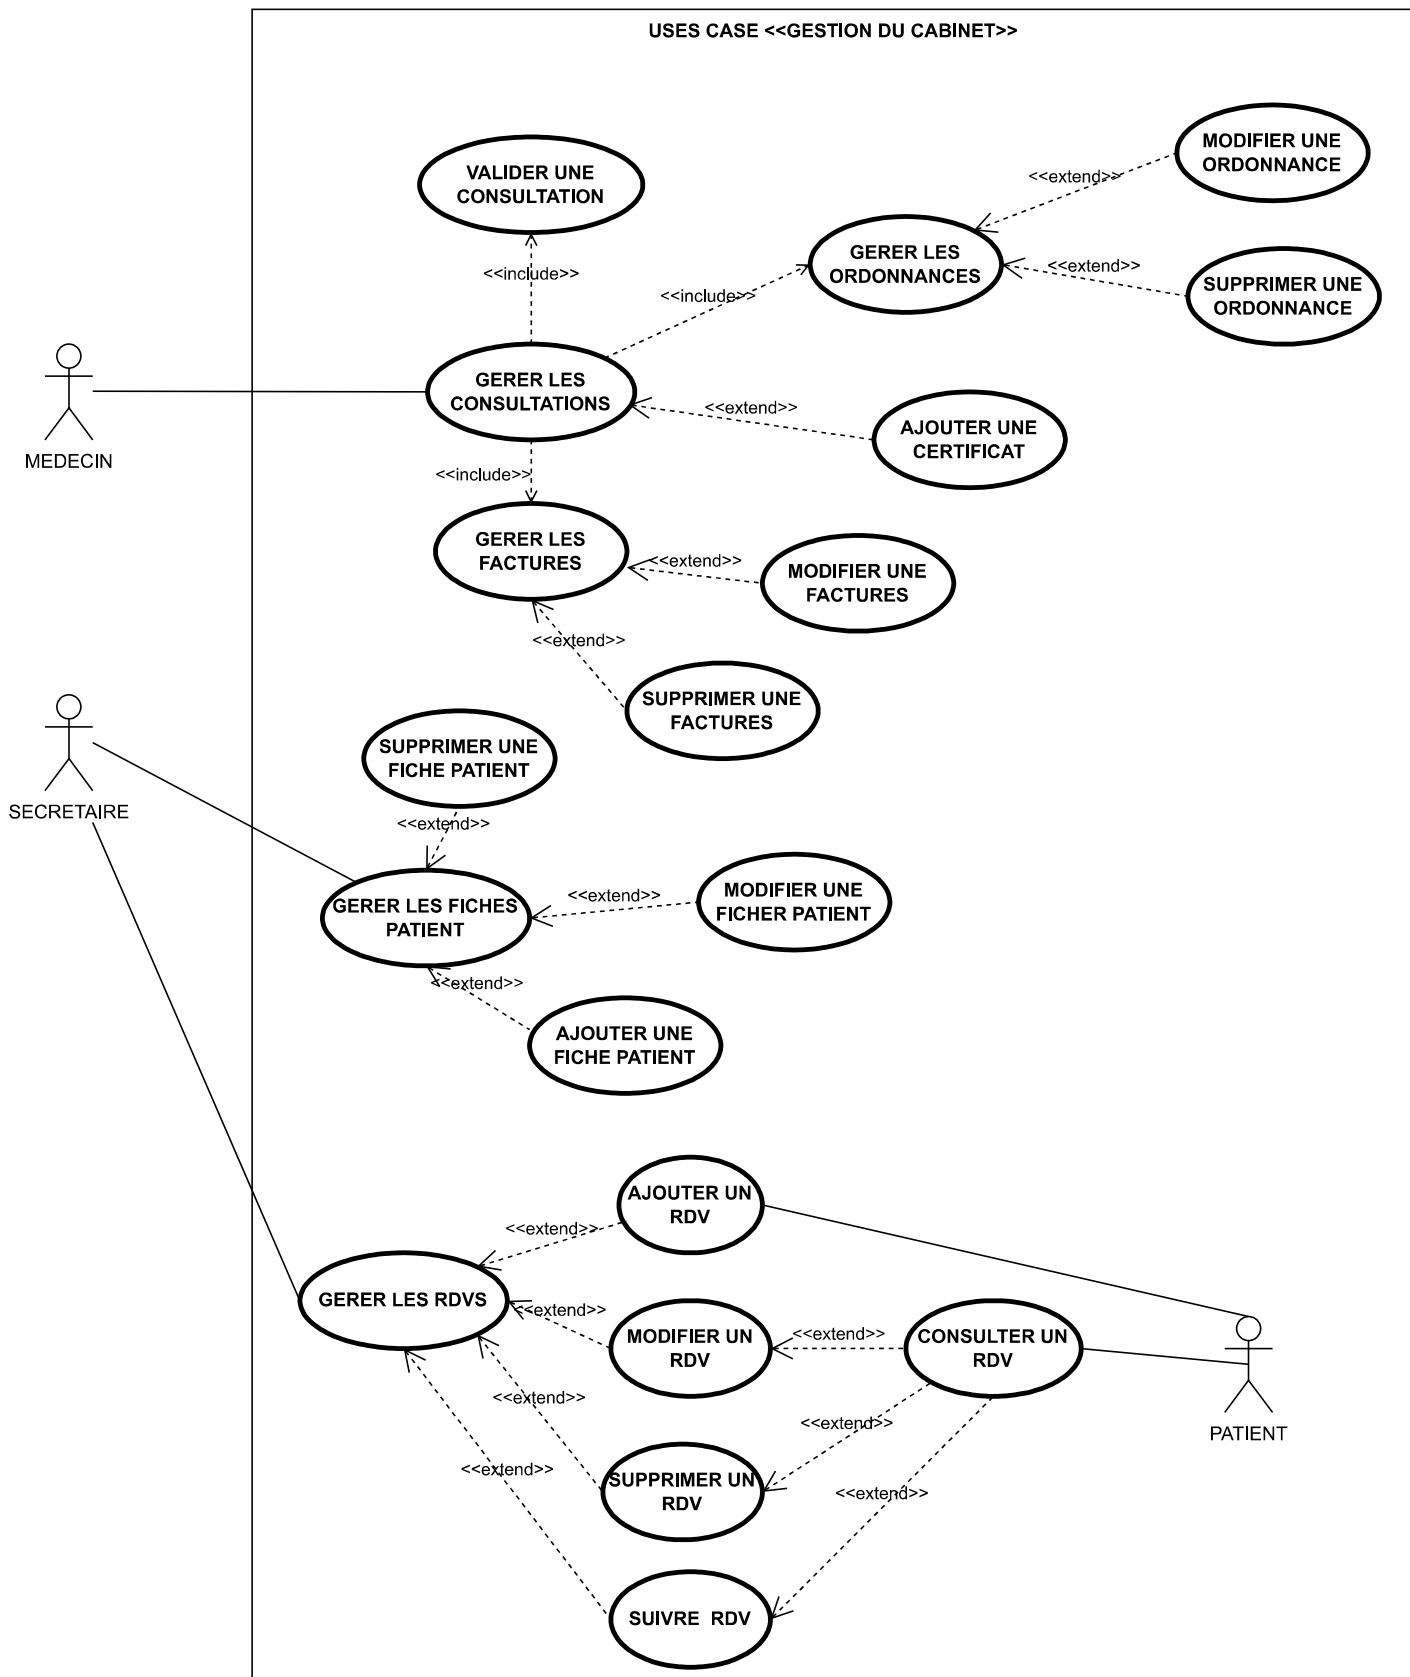 USES CASE <<GESTION DU CABINET>>
MODIFIER UNE
ORDONNANCE
VALIDER UNE
CONSULTATION
<<extend>>
GERER LES
ORDONNANCES
<<extend>>
<<include>>
SUPPRIMER UNE
ORDONNANCE
<<include>>
GERER LES
CONSULTATIONS
<<extend>>
AJOUTER UNE
CERTIFICAT
MEDECIN
<<include>>
GERER LES
FACTURES
<<extend>>
MODIFIER UNE
FACTURES
<<extend>>
SUPPRIMER UNE
FACTURES
SUPPRIMER UNE
FICHE PATIENT
SECRETAIRE
<<extend>>
GERER LES FICHES
PATIENT
<<extend>>
MODIFIER UNE
FICHER PATIENT
<<extend>>
AJOUTER UNE
FICHE PATIENT
AJOUTER UN
RDV
<<extend>>
GERER LES RDVS
<<extend>>
MODIFIER UN
RDV
<<extend>>
CONSULTER UN
RDV
<<extend>>
<<extend>>
PATIENT
<<extend>>
SUPPRIMER UN
RDV
<<extend>>
SUIVRE RDV